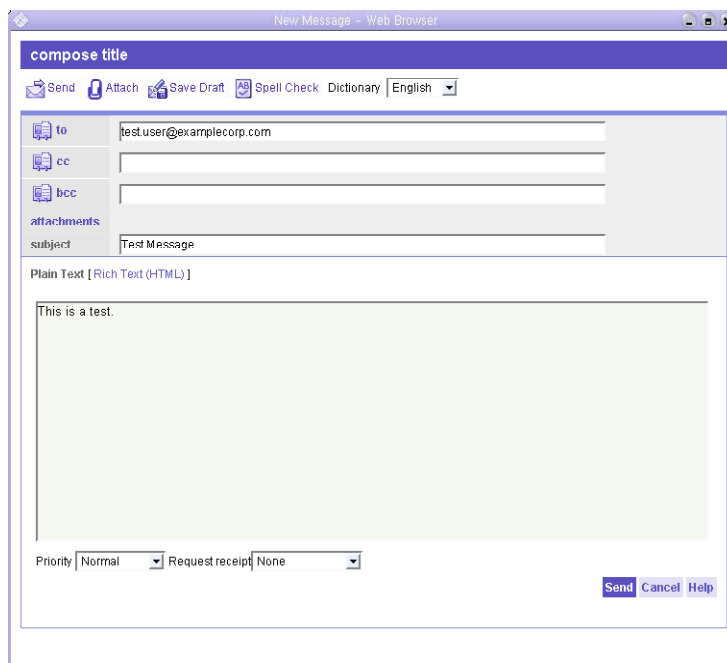 New Message - Web Browser
compose title
Send Attach Save Draft Spell Check Dictionary English
to test.user@examplecorp.com
cc
bcc
attachments
subject Test Message
Plain Text [ Rich Text (HTML) ]
This is a test.
Priority Normal Request receipt None
Send Cancel Help